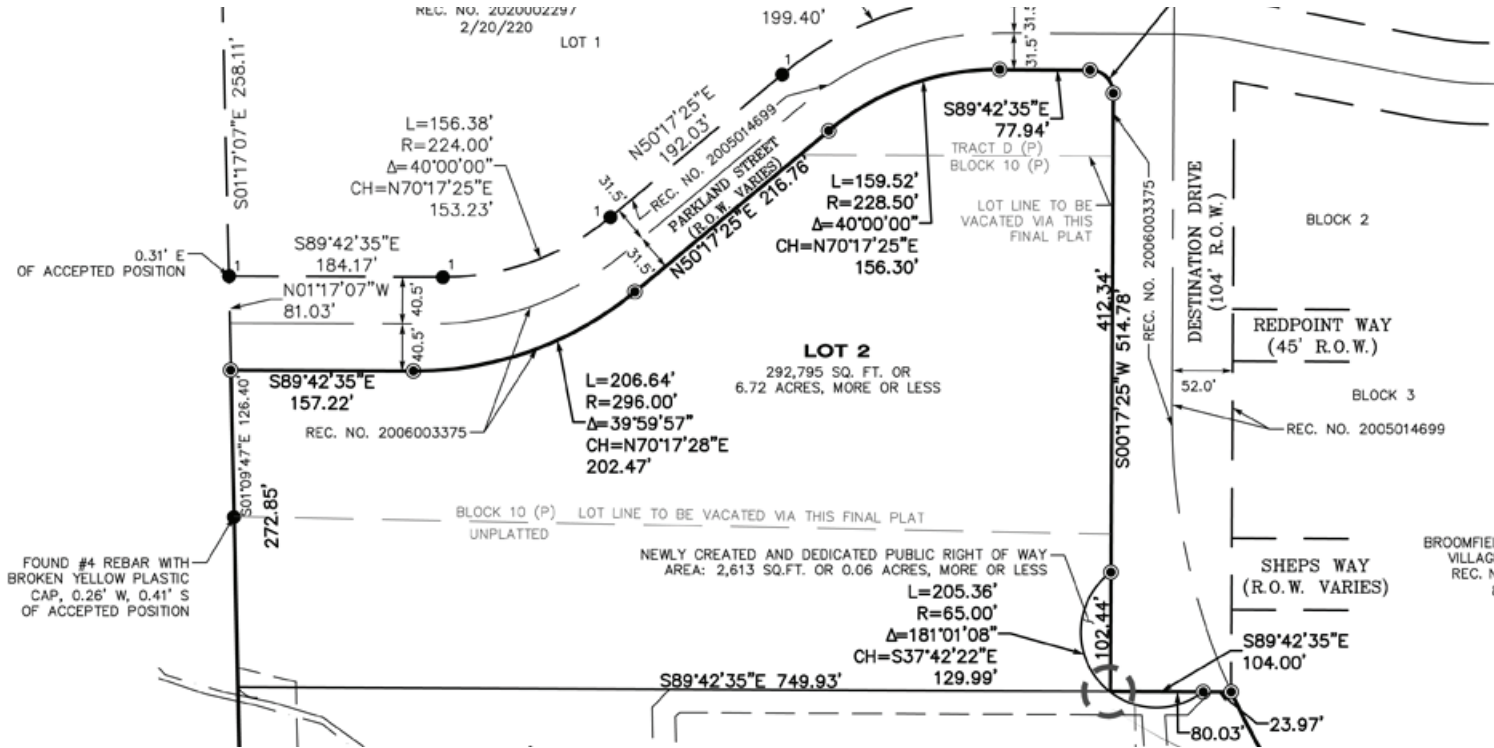 REC. NO. 2020002297
2/20/220
LOT 1
199.40'
31.5'
31.5'
S01°17'07"E 258.11'
L=156.38'
R=224.00'
Δ=40°00'00"
CH=N70°17'25"E
153.23'
N50°17'25"E
192.03'
1
REC. NO. 2005014699
PARKLAND STREET
(R.O.W. VARIES)
N50°17'25"E 216.76'
31.5'
31.5'
1
S89°42'35"E
77.94'
TRACT D (P)
BLOCK 10 (P)
L=159.52'
R=228.50'
Δ=40°00'00"
CH=N70°17'25"E
156.30'
LOT LINE TO BE
VACATED VIA THIS
FINAL PLAT
REC. NO. 2006003375
DESTINATION DRIVE
(104' R.O.W.)
BLOCK 2
0.31' E
OF ACCEPTED POSITION
1
S89°42'35"E
184.17'
1
N01°17'07"W
81.03'
40.5'
40.5'
412.34'
S00°17'25"W 514.78'
REDPOINT WAY
(45' R.O.W.)
LOT 2
292,795 SQ. FT. OR
6.72 ACRES, MORE OR LESS
S89°42'35"E
157.22'
L=206.64'
R=296.00'
Δ=39°59'57"
CH=N70°17'28"E
202.47'
REC. NO. 2006003375
52.0'
BLOCK 3
REC. NO. 2005014699
S01°09'47"E 126.40'
272.85'
BLOCK 10 (P) LOT LINE TO BE VACATED VIA THIS FINAL PLAT
UNPLATTED
FOUND #4 REBAR WITH
BROKEN YELLOW PLASTIC
CAP, 0.26' W, 0.41' S
OF ACCEPTED POSITION
NEWLY CREATED AND DEDICATED PUBLIC RIGHT OF WAY
AREA: 2,613 SQ.FT. OR 0.06 ACRES, MORE OR LESS
L=205.36'
R=65.00'
Δ=181°01'08"
CH=S37°42'22"E
129.99'
102.44'
SHEPS WAY
(R.O.W. VARIES)
BROOMFIE
VILLAG
REC. N
S89°42'35"E
104.00'
S89°42'35"E 749.93'
80.03'
23.97'